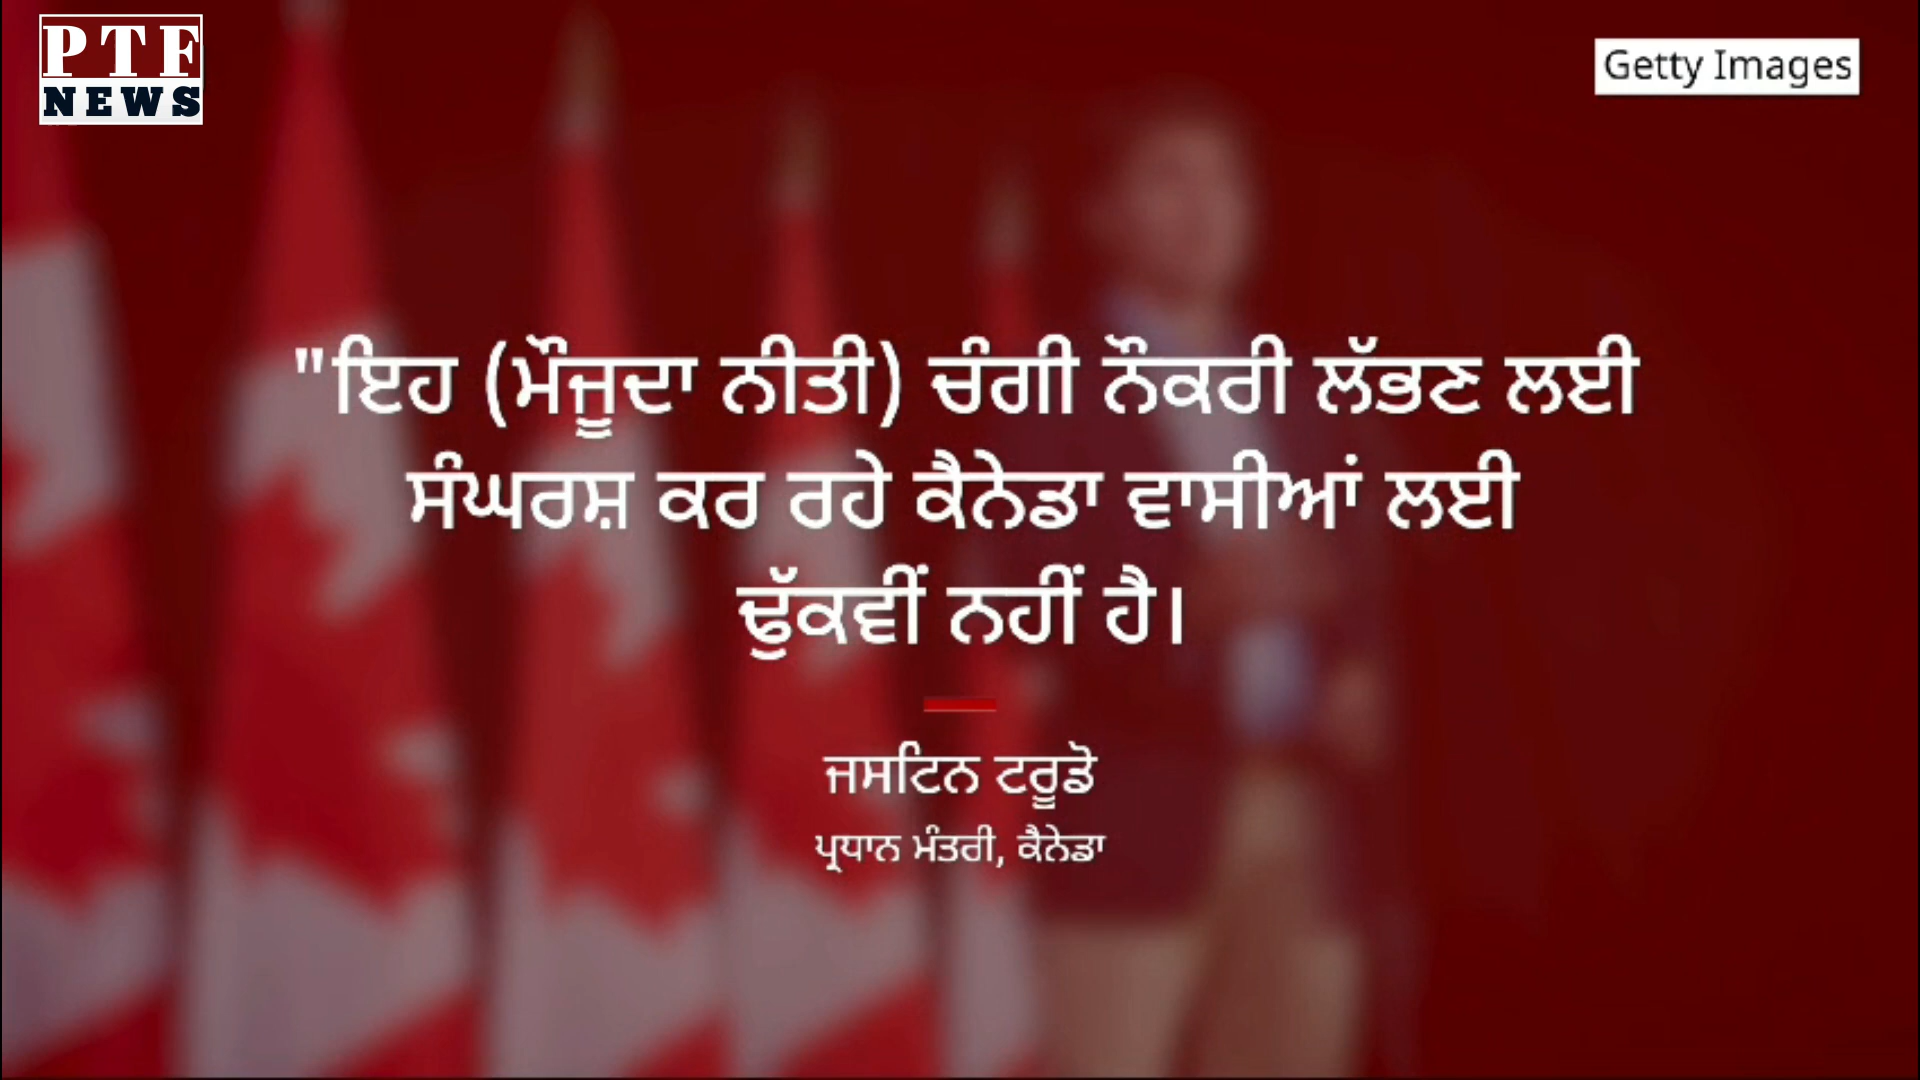 PTF
NEWS
Getty Images
"ਇਹ (ਮੌਜੂਦਾ ਨੀਤੀ) ਚੰਗੀ ਨੌਕਰੀ ਲੱਭਣ ਲਈ
ਸੰਘਰਸ਼ ਕਰ ਰਹੇ ਕੈਨੇਡਾ ਵਾਸੀਆਂ ਲਈ
ਢੁੱਕਵੀਂ ਨਹੀਂ ਹੈ।
ਜਸਟਿਨ ਟਰੂਡੋ
ਪ੍ਰਧਾਨ ਮੰਤਰੀ, ਕੈਨੇਡਾ